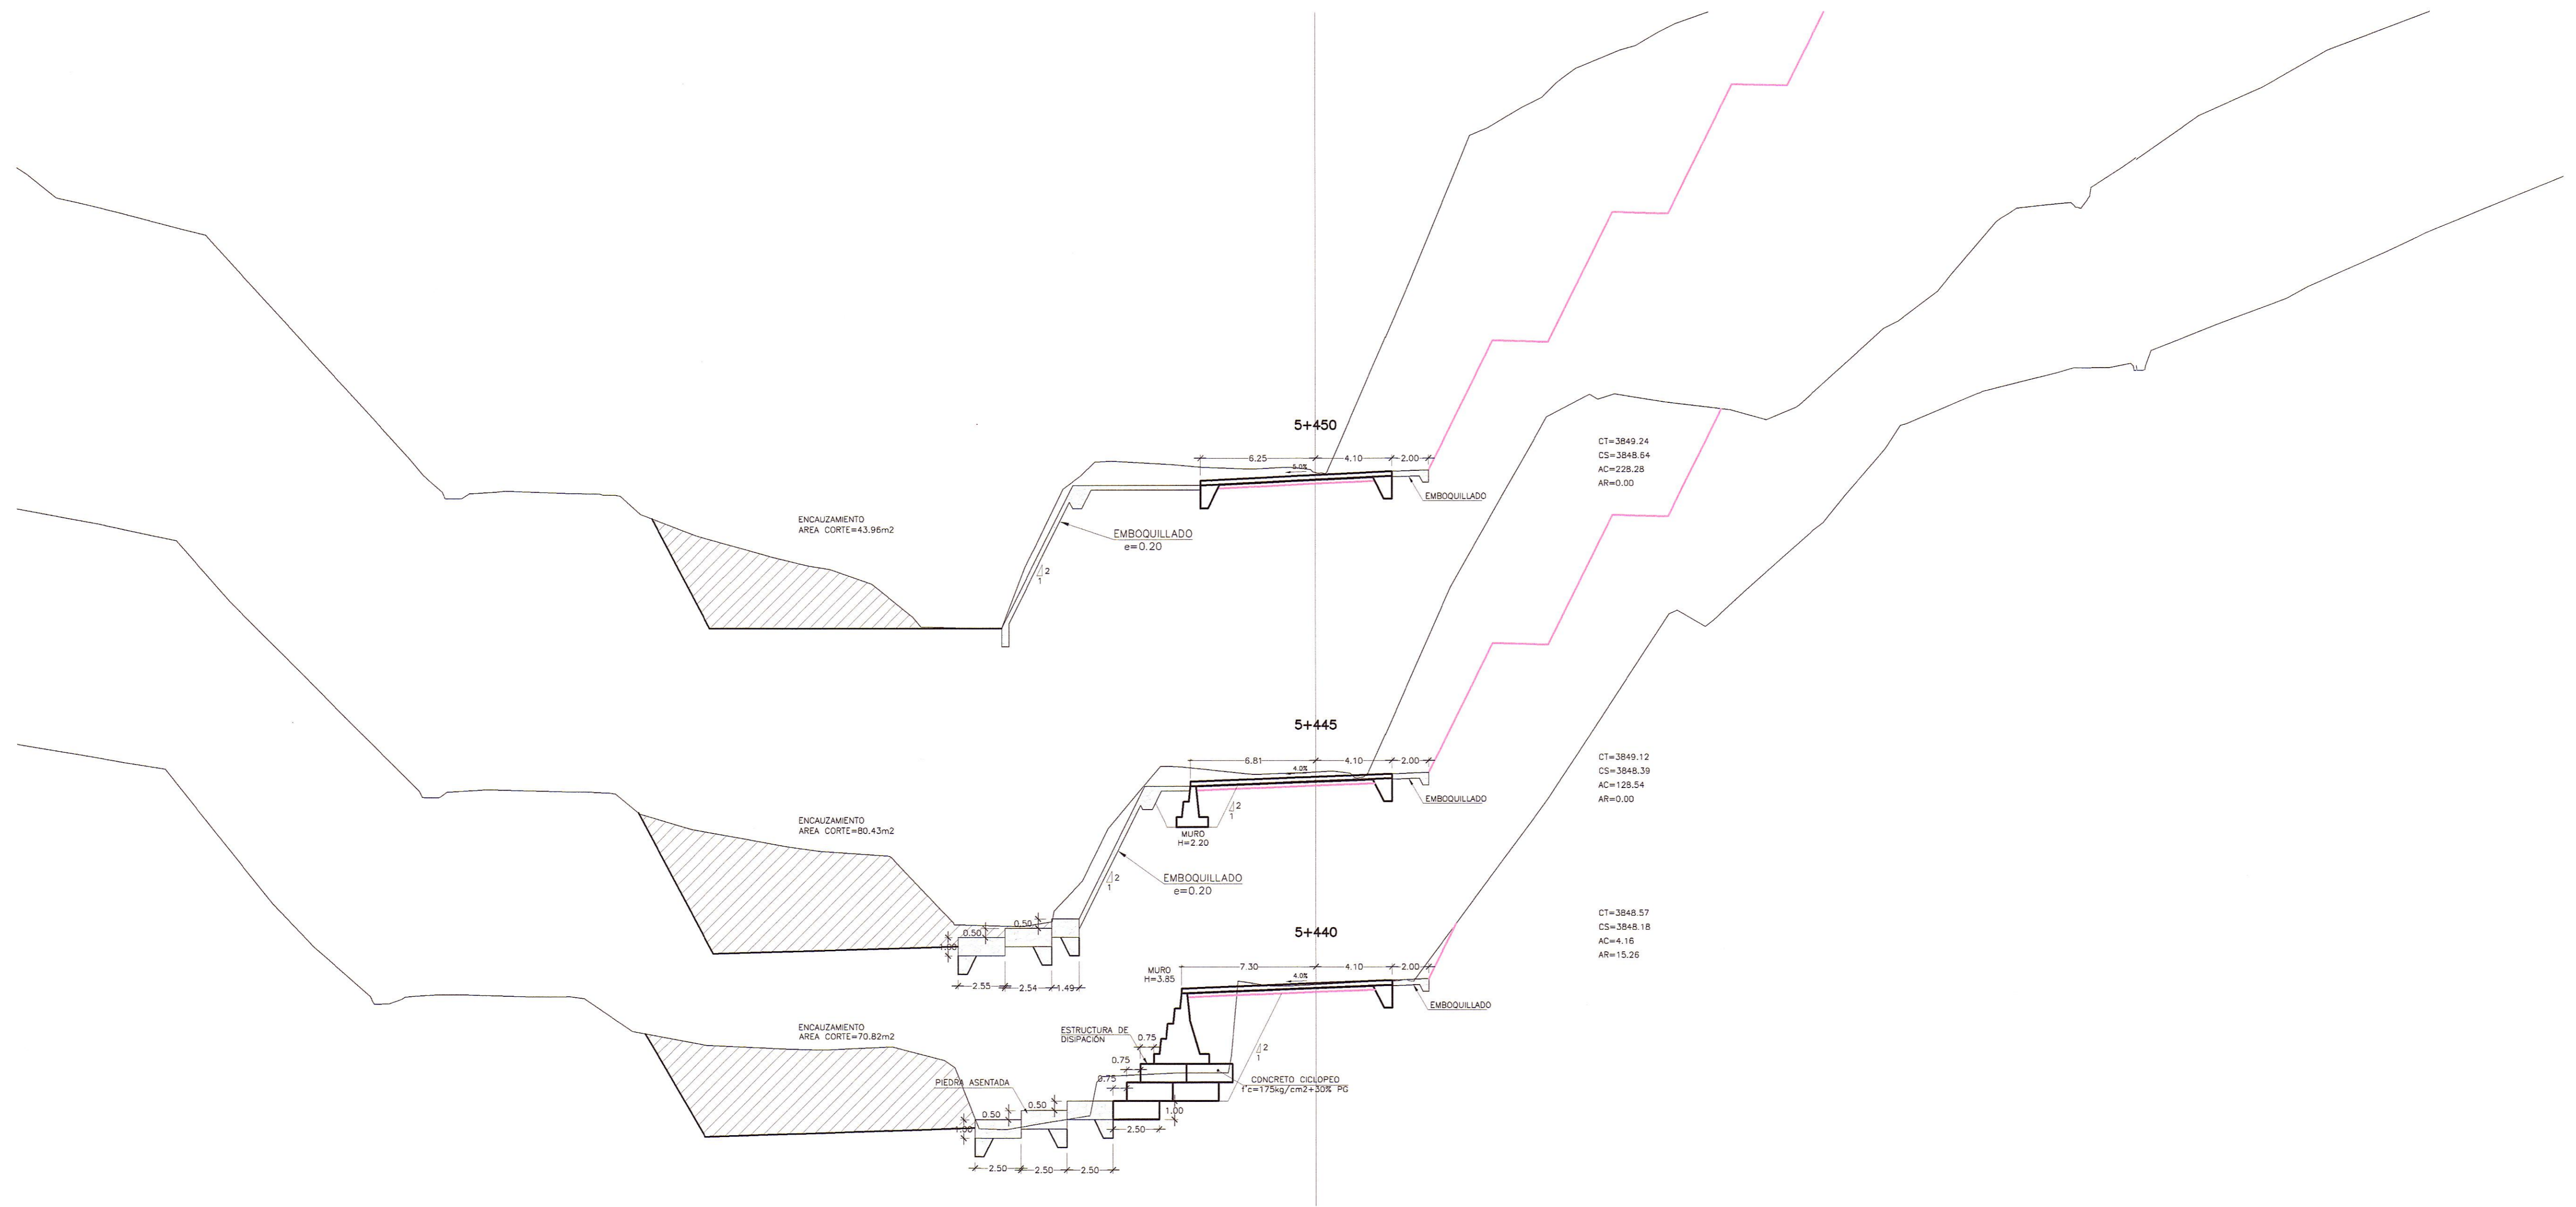 5+450
6.25
4.10
2.00
5.0%
EMBOQUILLADO
CT=3849.24
CS=3848.64
AC=228.28
AR=0.00
ENCAUZAMIENTO
AREA CORTE=43.96m2
EMBOQUILLADO
e=0.20
2
1
5+445
6.81
4.10
2.00
4.0%
EMBOQUILLADO
CT=3849.12
CS=3848.39
AC=128.54
AR=0.00
2
1
MURO
H=2.20
ENCAUZAMIENTO
AREA CORTE=80.43m2
EMBOQUILLADO
e=0.20
2
1
0.50
0.50
1.00
2.55
2.54
1.49
5+440
CT=3848.57
CS=3848.18
AC=4.16
AR=15.26
7.30
4.10
2.00
4.0%
MURO
H=3.85
EMBOQUILLADO
ENCAUZAMIENTO
AREA CORTE=70.82m2
ESTRUCTURA DE
DISIPACIÓN
0.75
2
1
0.75
0.75
CONCRETO CICLOPEO
f'c=175kg/cm2+30% PG
PIEDRA ASENTADA
0.50
0.50
1.00
1.00
2.50
2.50
2.50
2.50